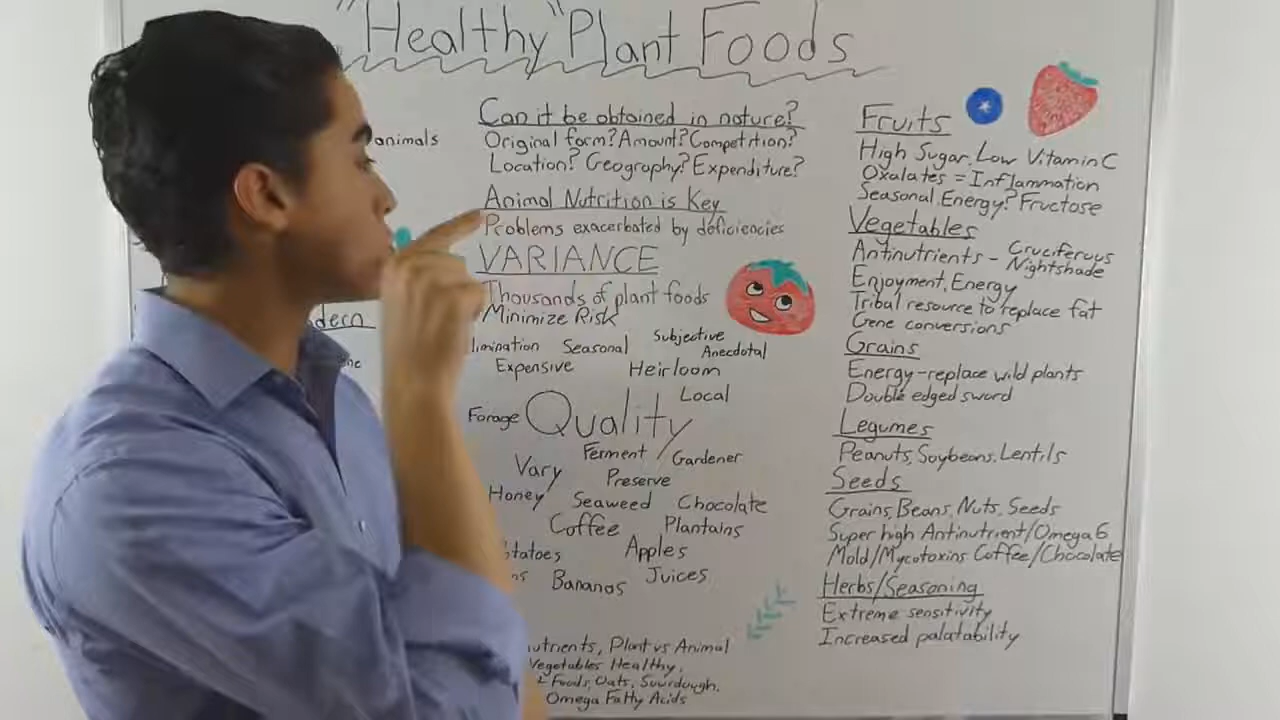 "Healthy" Plant Foods
animals
Can it be obtained in nature?
Original form? Amount? Competition?
Location? Geography? Expenditure?
Animal Nutrition is Key
Problems exacerbated by deficiencies
VARIANCE
Thousands of plant foods
Minimize Risk
Subjective
Seasonal
Anecdotal
Expensive Heirloom
Local
Forage Quality
Ferment Gardener
Vary Preserve
Honey Seaweed Chocolate
Coffee Plantains
Apples
Bananas Juices
Plant vs Animal
Vegetables Healthy,
Foods, Oats, Sourdough,
Omega Fatty Acids
Fruits
High Sugar, Low Vitamin C
Oxalates = Inflammation
Seasonal Energy? Fructose
Vegetables
Antinutrients - Cruciferous
Nightshade
Enjoyment, Energy
Tribal resource to replace fat
Gene conversions
Grains
Energy-replace wild plants
Double edged sword
Legumes
Peanuts, Soybeans, Lentils
Seeds
Grains, Beans, Nuts, Seeds
Super high Antinutrient/Omega 6
Mold/Mycotoxins Coffee/Chocolate
Herbs/Seasoning
Extreme sensitivity
Increased palatability